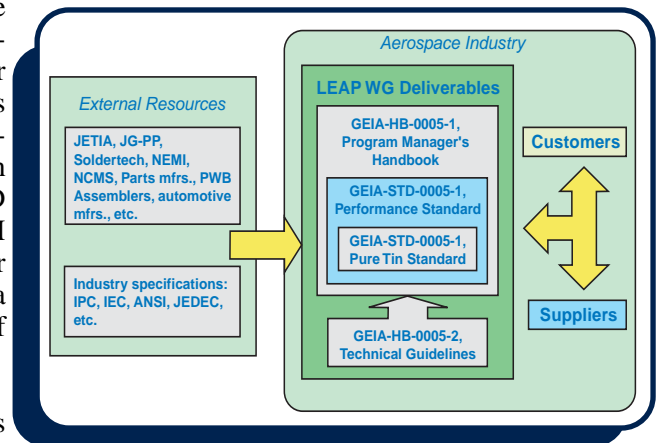 Aerospace Industry
External Resources
JETIA, JG-PP,
Soldertech, NEMI,
NCMS, Parts mfrs., PWB
Assemblers, automotive
mfrs., etc.
Industry specifications:
IPC, IEC, ANSI, JEDEC,
etc.
LEAP WG Deliverables
GEIA-HB-0005-1,
Program Manager's
Handbook
GEIA-STD-0005-1,
Performance Standard
GEIA-STD-0005-1,
Pure Tin Standard
GEIA-HB-0005-2,
Technical Guidelines
Customers
Suppliers